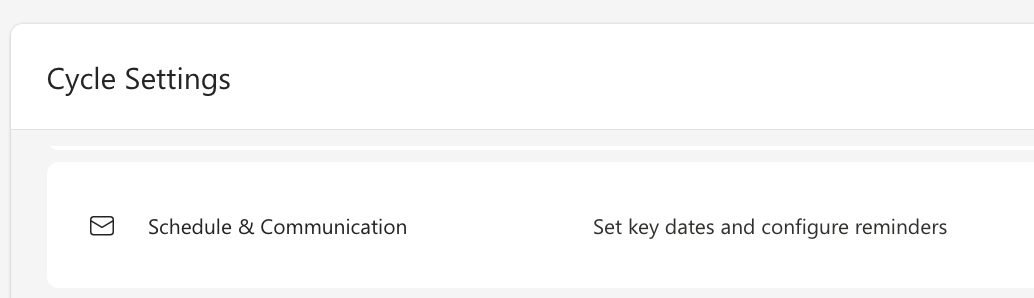 Cycle Settings
Schedule & Communication
Set key dates and configure reminders